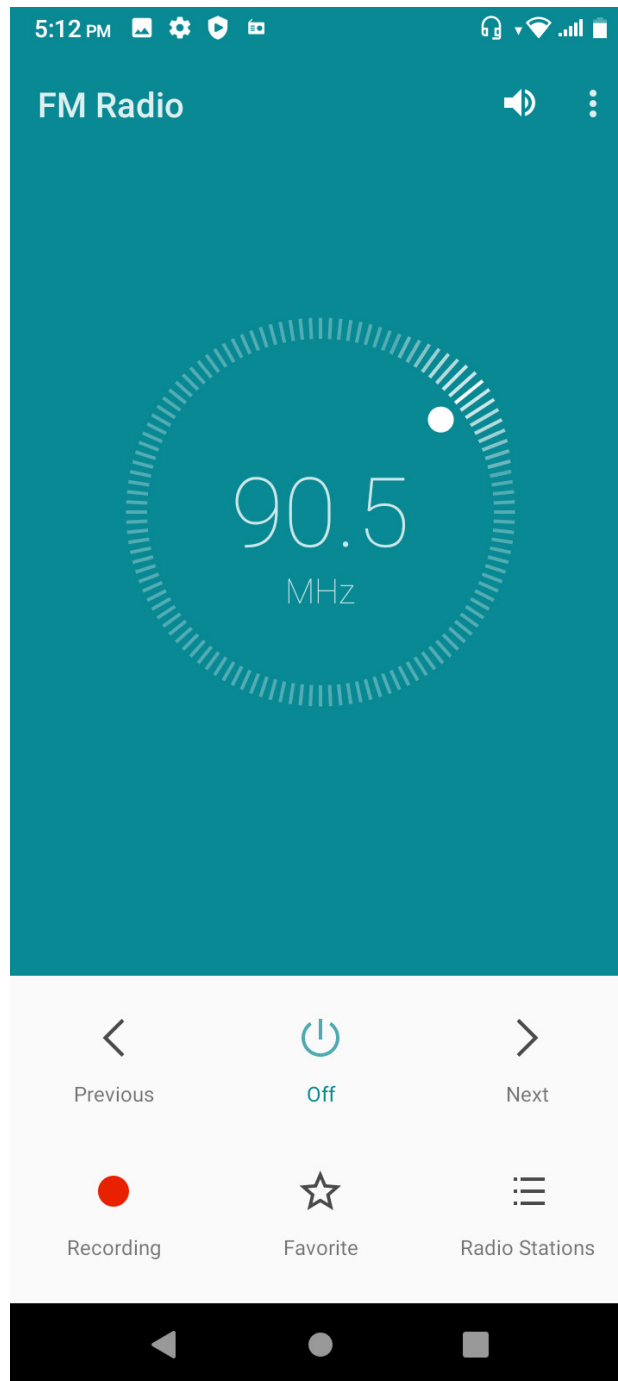 5:12 PM
FM Radio
90.5
MHz
Previous
Off
Next
Recording
Favorite
Radio Stations